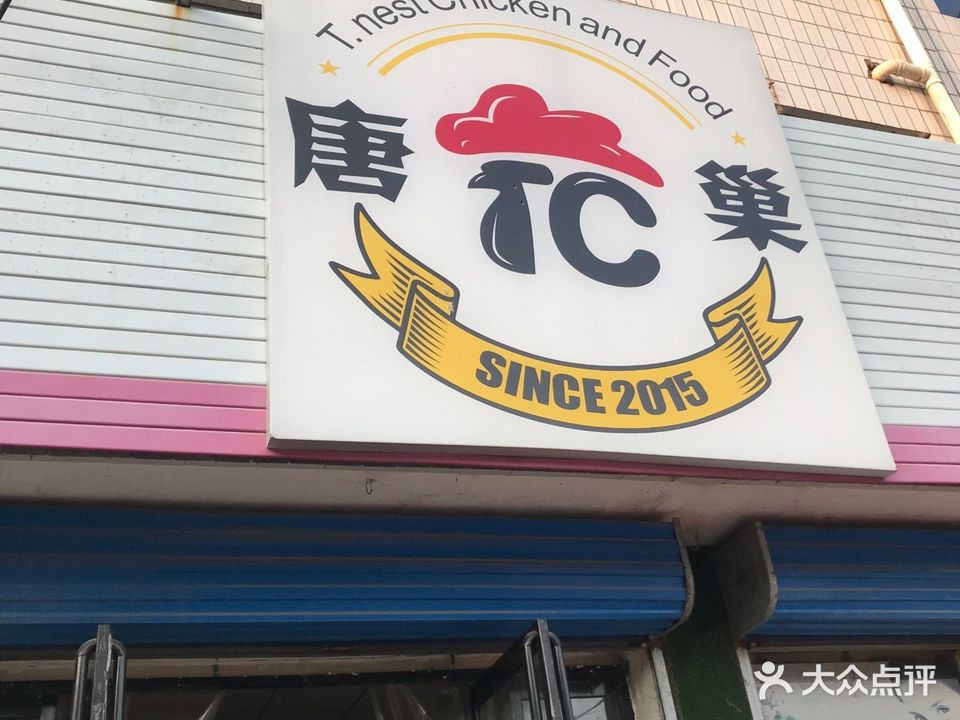 T.nest Chicken and Food
唐 TC 巢
SINCE 2015
大众点评